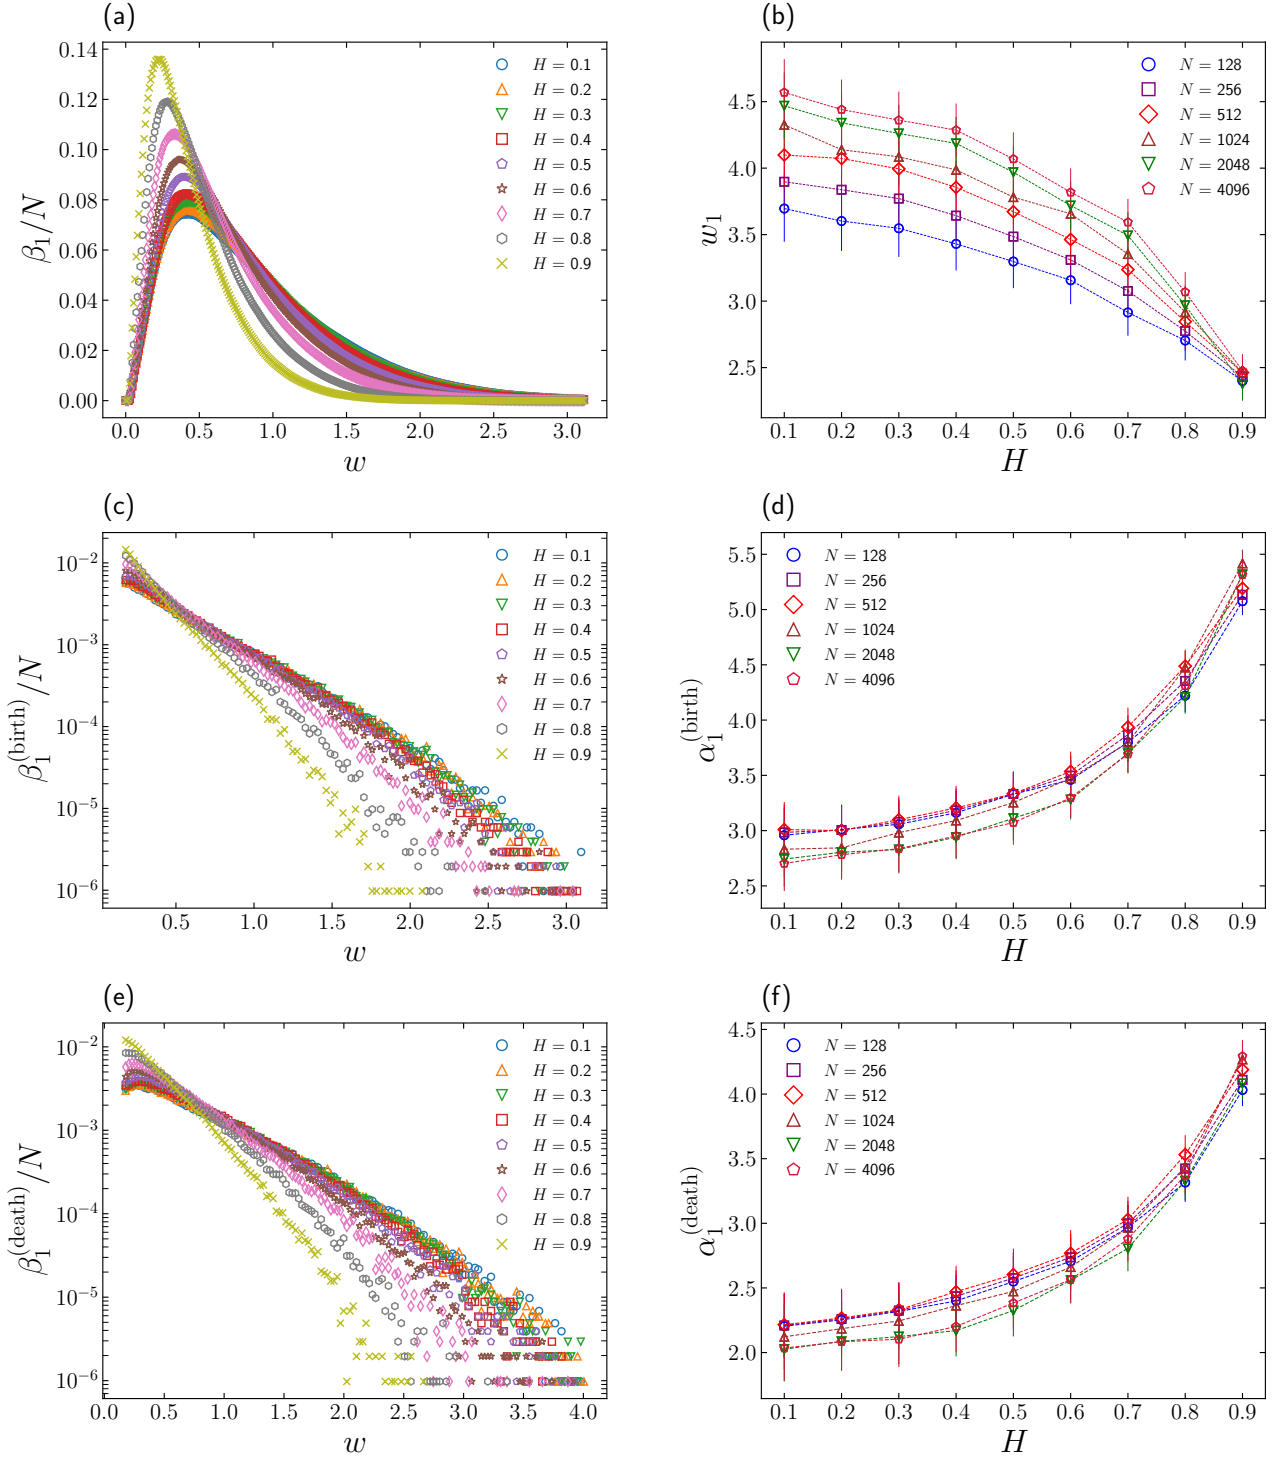 (a)
β₁/N
0.14
0.12
0.10
0.08
0.06
0.04
0.02
0.00
0.0 0.5 1.0 1.5 2.0 2.5 3.0
w
H = 0.1
H = 0.2
H = 0.3
H = 0.4
H = 0.5
H = 0.6
H = 0.7
H = 0.8
H = 0.9
(b)
w₁
4.5
4.0
3.5
3.0
2.5
0.1 0.2 0.3 0.4 0.5 0.6 0.7 0.8 0.9
H
N = 128
N = 256
N = 512
N = 1024
N = 2048
N = 4096
(c)
β₁^(birth)/N
10⁻²
10⁻³
10⁻⁴
10⁻⁵
10⁻⁶
0.5 1.0 1.5 2.0 2.5 3.0
w
H = 0.1
H = 0.2
H = 0.3
H = 0.4
H = 0.5
H = 0.6
H = 0.7
H = 0.8
H = 0.9
(d)
α₁^(birth)
5.5
5.0
4.5
4.0
3.5
3.0
2.5
0.1 0.2 0.3 0.4 0.5 0.6 0.7 0.8 0.9
H
N = 128
N = 256
N = 512
N = 1024
N = 2048
N = 4096
(e)
β₁^(death)/N
10⁻²
10⁻³
10⁻⁴
10⁻⁵
10⁻⁶
0.0 0.5 1.0 1.5 2.0 2.5 3.0 3.5 4.0
w
H = 0.1
H = 0.2
H = 0.3
H = 0.4
H = 0.5
H = 0.6
H = 0.7
H = 0.8
H = 0.9
(f)
α₁^(death)
4.5
4.0
3.5
3.0
2.5
2.0
0.1 0.2 0.3 0.4 0.5 0.6 0.7 0.8 0.9
H
N = 128
N = 256
N = 512
N = 1024
N = 2048
N = 4096